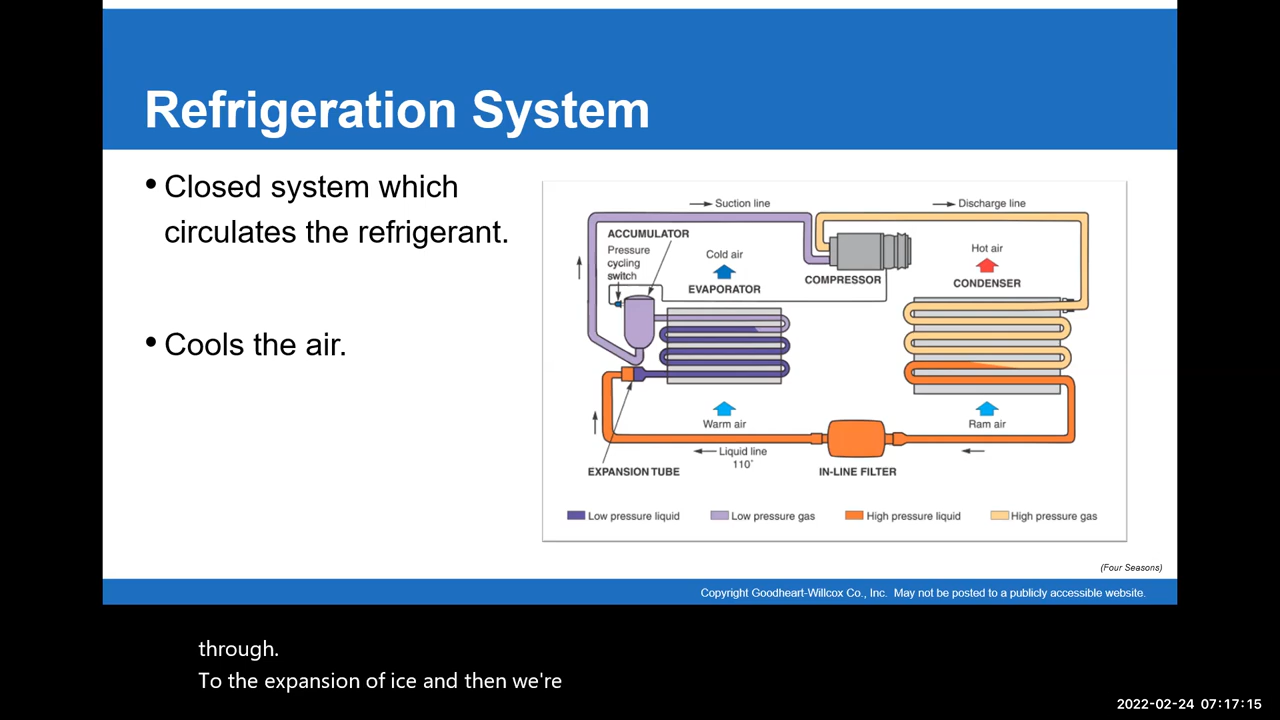 Refrigeration System
• Closed system which
circulates the refrigerant.
• Cools the air.
Suction line
Discharge line
ACCUMULATOR
Pressure
cycling
switch
Cold air
EVAPORATOR
COMPRESSOR
Hot air
CONDENSER
Warm air
Ram air
Liquid line
110°
EXPANSION TUBE
IN-LINE FILTER
Low pressure liquid
Low pressure gas
High pressure liquid
High pressure gas
(Four Seasons)
Copyright Goodheart-Willcox Co., Inc. May not be posted to a publicly accessible website.
through.
To the expansion of ice and then we're
2022-02-24 07:17:15